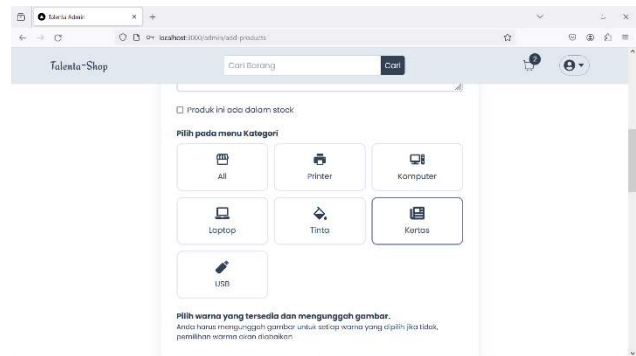 Talenta Admin
localhost:3000/admin/add-products
Talenta~Shop
Cari Barang
Cari
2
Produk ini ada dalam stock
Pilih pada menu Kategori
All
Printer
Komputer
Laptop
Tinta
Kertas
USB
Pilih warna yang tersedia dan mengunggah gambar.
Anda harus mengunggah gambar untuk setiap warna yang dipilih jika tidak,
pemilihan warna akan diabaikan